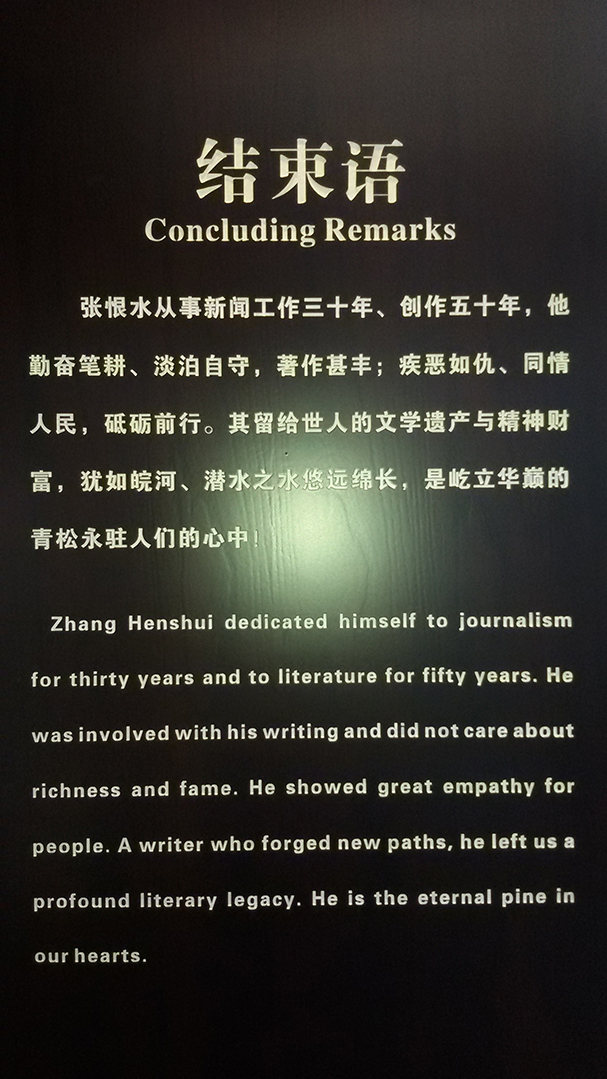 结束语
Concluding Remarks
张恨水从事新闻工作三十年、创作五十年，他
勤奋笔耕、淡泊自守，著作甚丰；疾恶如仇、同情
人民，砥砺前行。其留给世人的文学遗产与精神财
富，犹如皖河、潜水之水悠远绵长，是屹立华巅的
青松永驻人们的心中！
Zhang Henshui dedicated himself to journalism
for thirty years and to literature for fifty years. He
was involved with his writing and did not care about
richness and fame. He showed great empathy for
people. A writer who forged new paths, he left us a
profound literary legacy. He is the eternal pine in
our hearts.